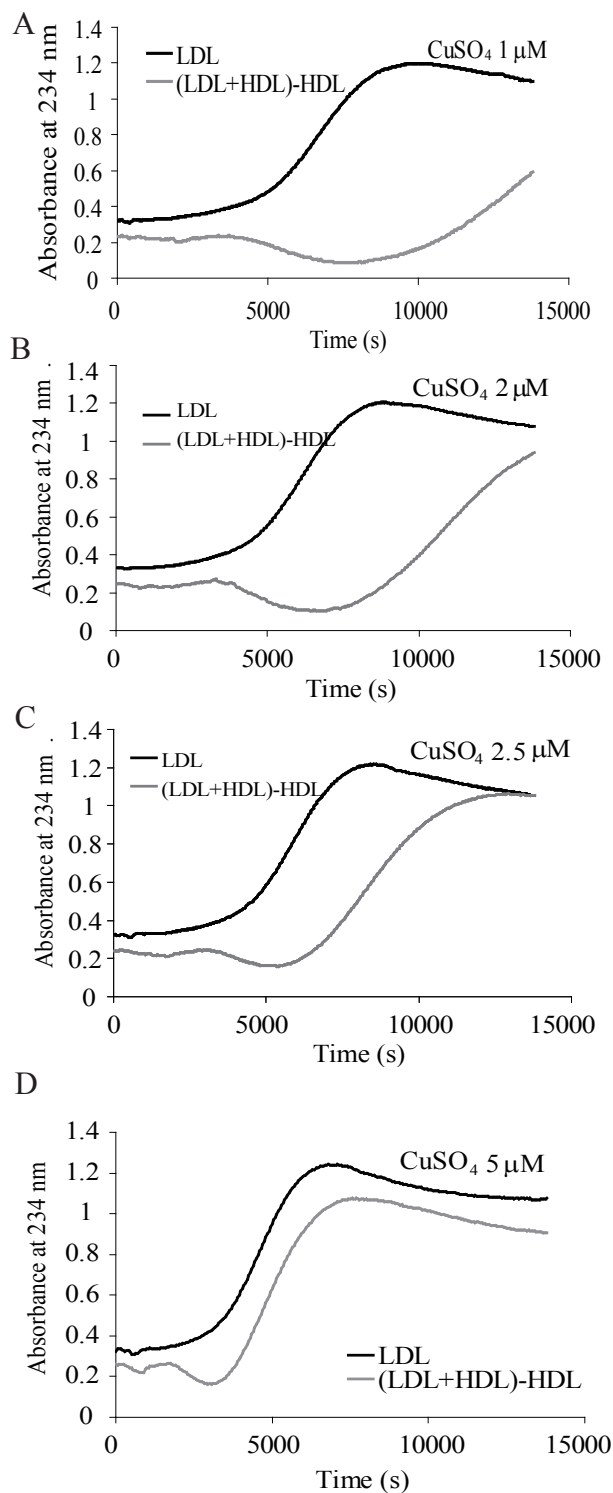 A
CuSO₄ 1 μM
LDL
(LDL+HDL)-HDL
Absorbance at 234 nm
1.4
1.2
1
0.8
0.6
0.4
0.2
0
0 5000 10000 15000
Time (s)
B
CuSO₄ 2 μM
LDL
(LDL+HDL)-HDL
Absorbance at 234 nm .
1.4
1.2
1
0.8
0.6
0.4
0.2
0
0 5000 10000 15000
Time (s)
C
CuSO₄ 2.5 μM
LDL
(LDL+HDL)-HDL
Absorbance at 234 nm .
1.4
1.2
1
0.8
0.6
0.4
0.2
0
0 5000 10000 15000
Time (s)
D
CuSO₄ 5 μM
Absorbance at 234 nm
1.4
1.2
1
0.8
0.6
0.4
0.2
0
LDL
(LDL+HDL)-HDL
0 5000 10000 15000
Time (s)